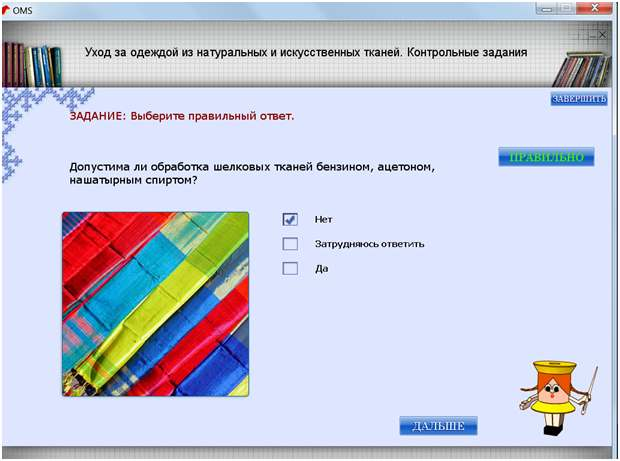 OMS
Уход за одеждой из натуральных и искусственных тканей. Контрольные задания
ЗАВЕРШИТЬ
ЗАДАНИЕ: Выберите правильный ответ.
ПРАВИЛЬНО
Допустима ли обработка шелковых тканей бензином, ацетоном,
нашатырным спиртом?
Нет
Затрудняюсь ответить
Да
ДАЛЬШЕ